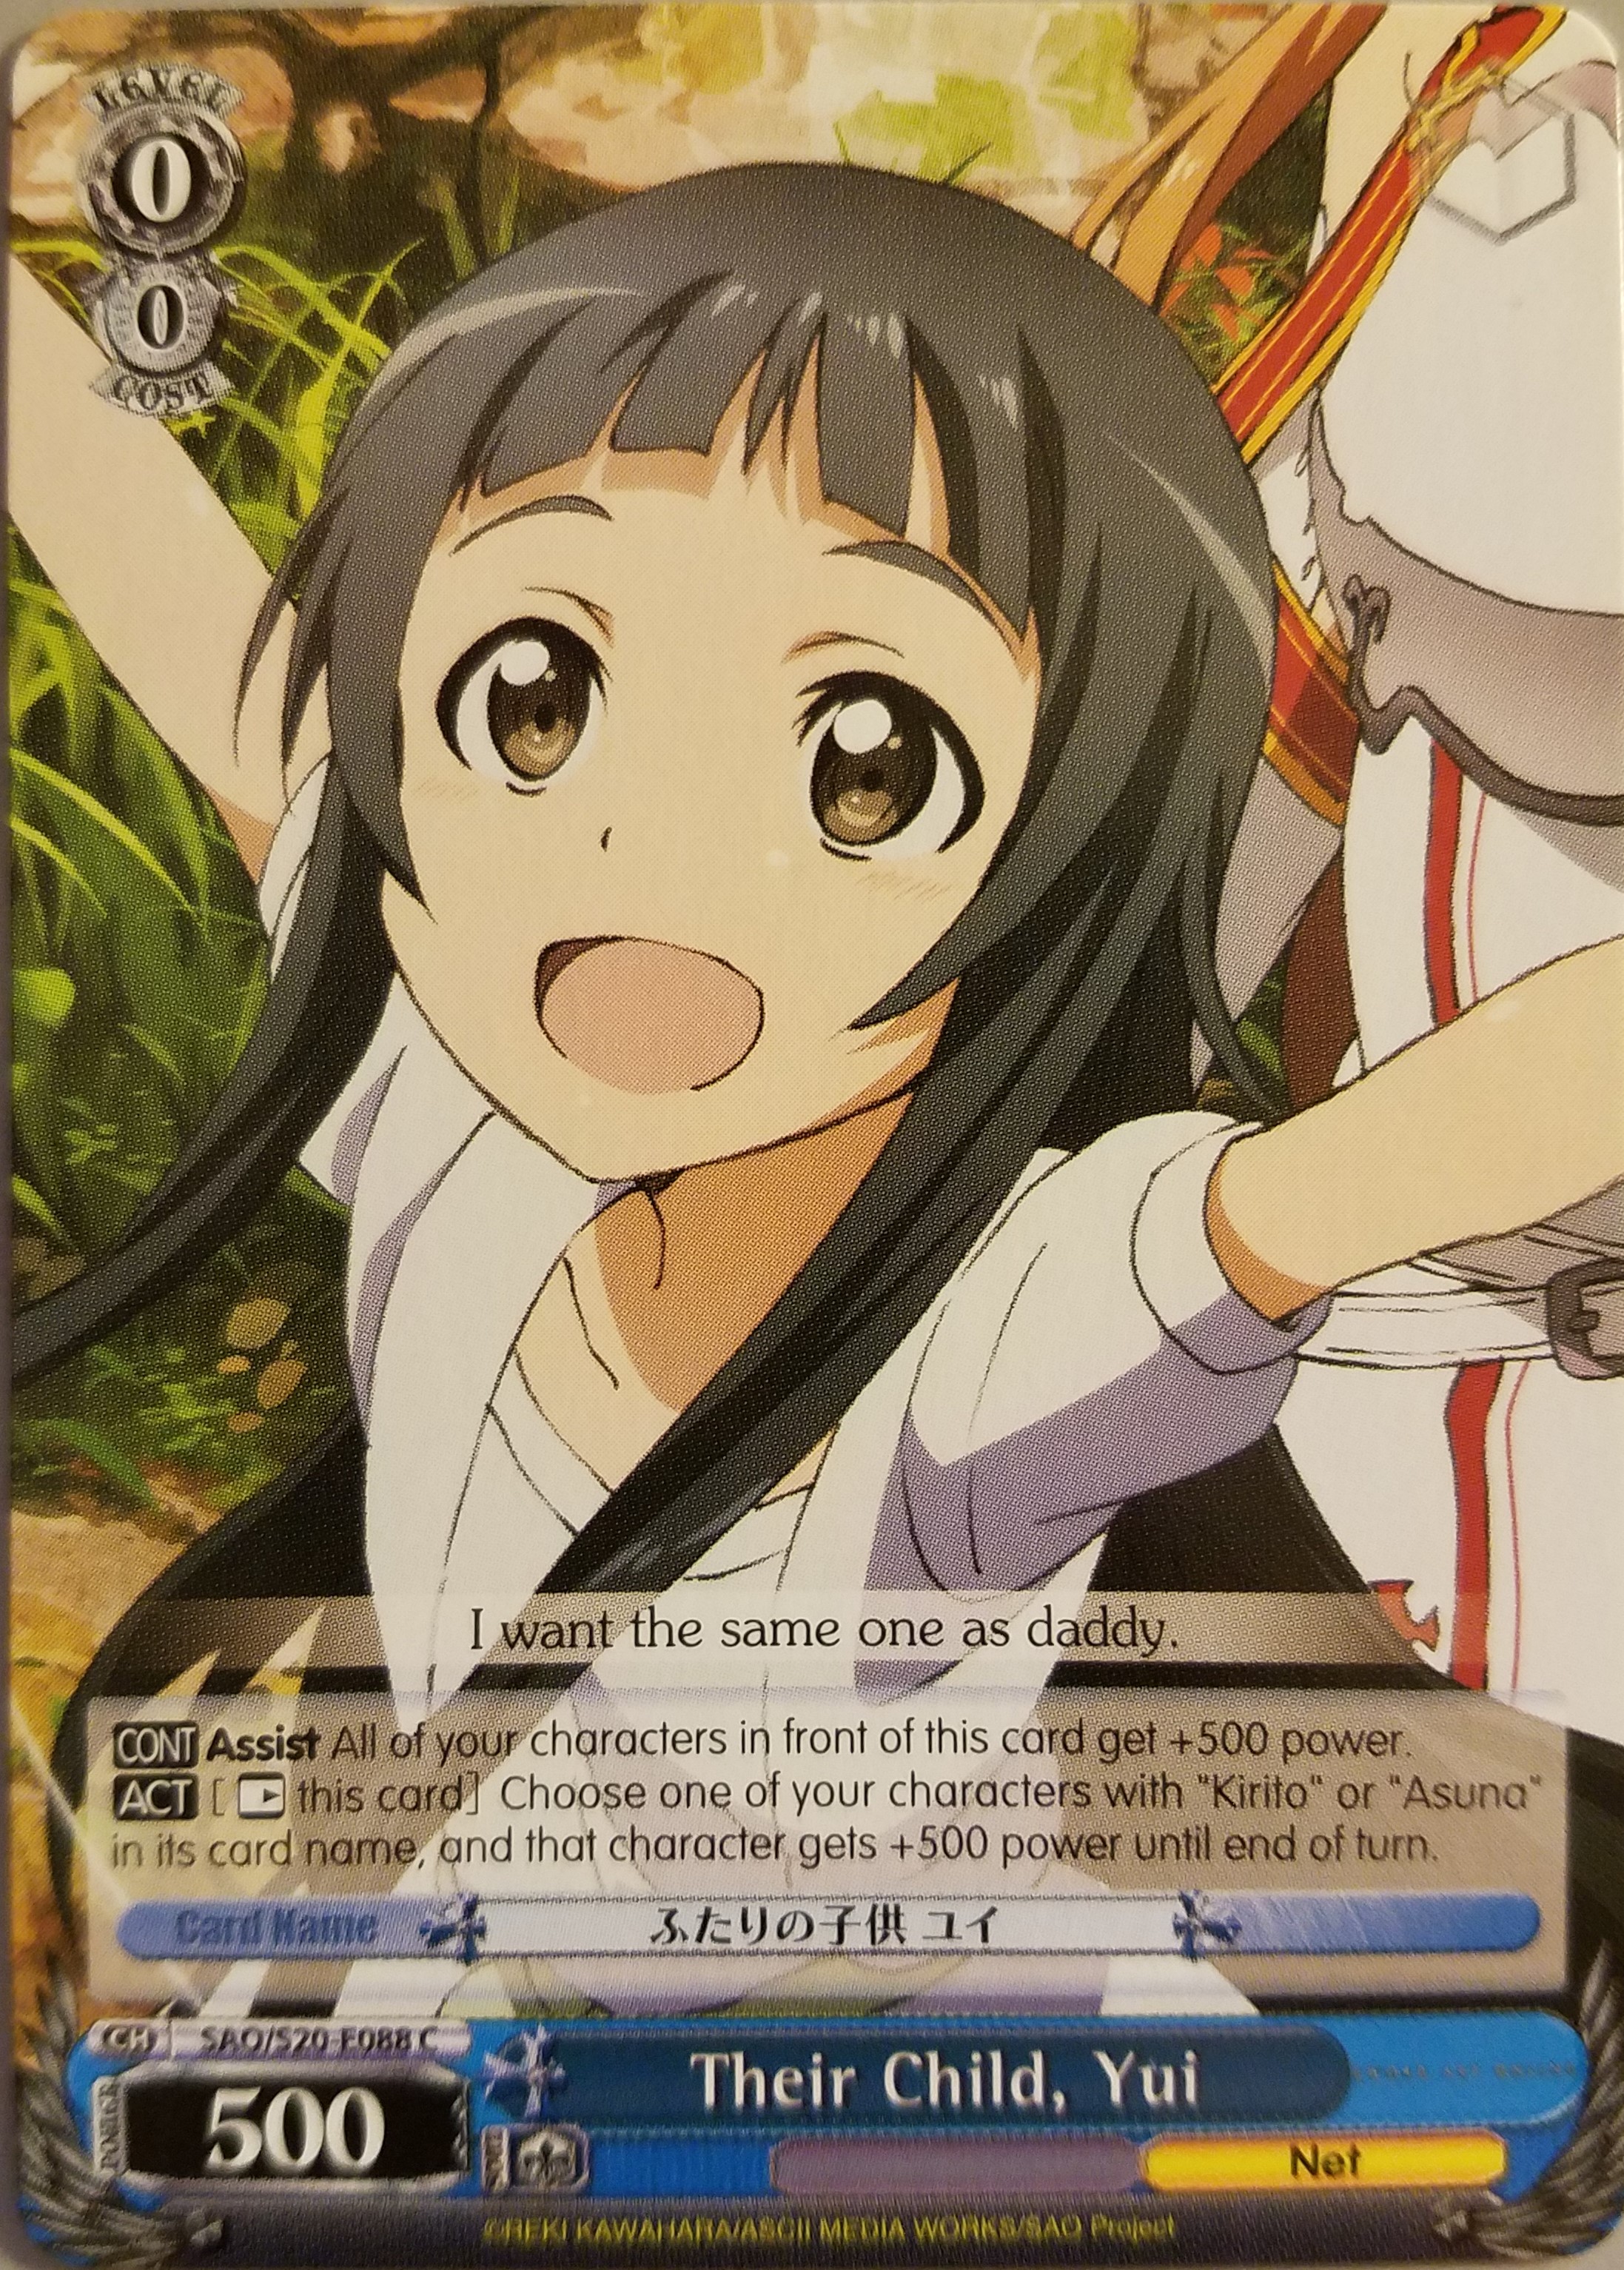 LEVEL
0
0
COST
I want the same one as daddy.
CONT Assist All of your characters in front of this card get +500 power.
ACT [ this card] Choose one of your characters with "Kirito" or "Asuna"
in its card name, and that character gets +500 power until end of turn.
Card Name ふたりの子供 ユイ
CH SAO/S20-E088 C
Their Child, Yui
POWER 500
SOUL
Net
©REKI KAWAHARA/ASCII MEDIA WORKS/SAO Project